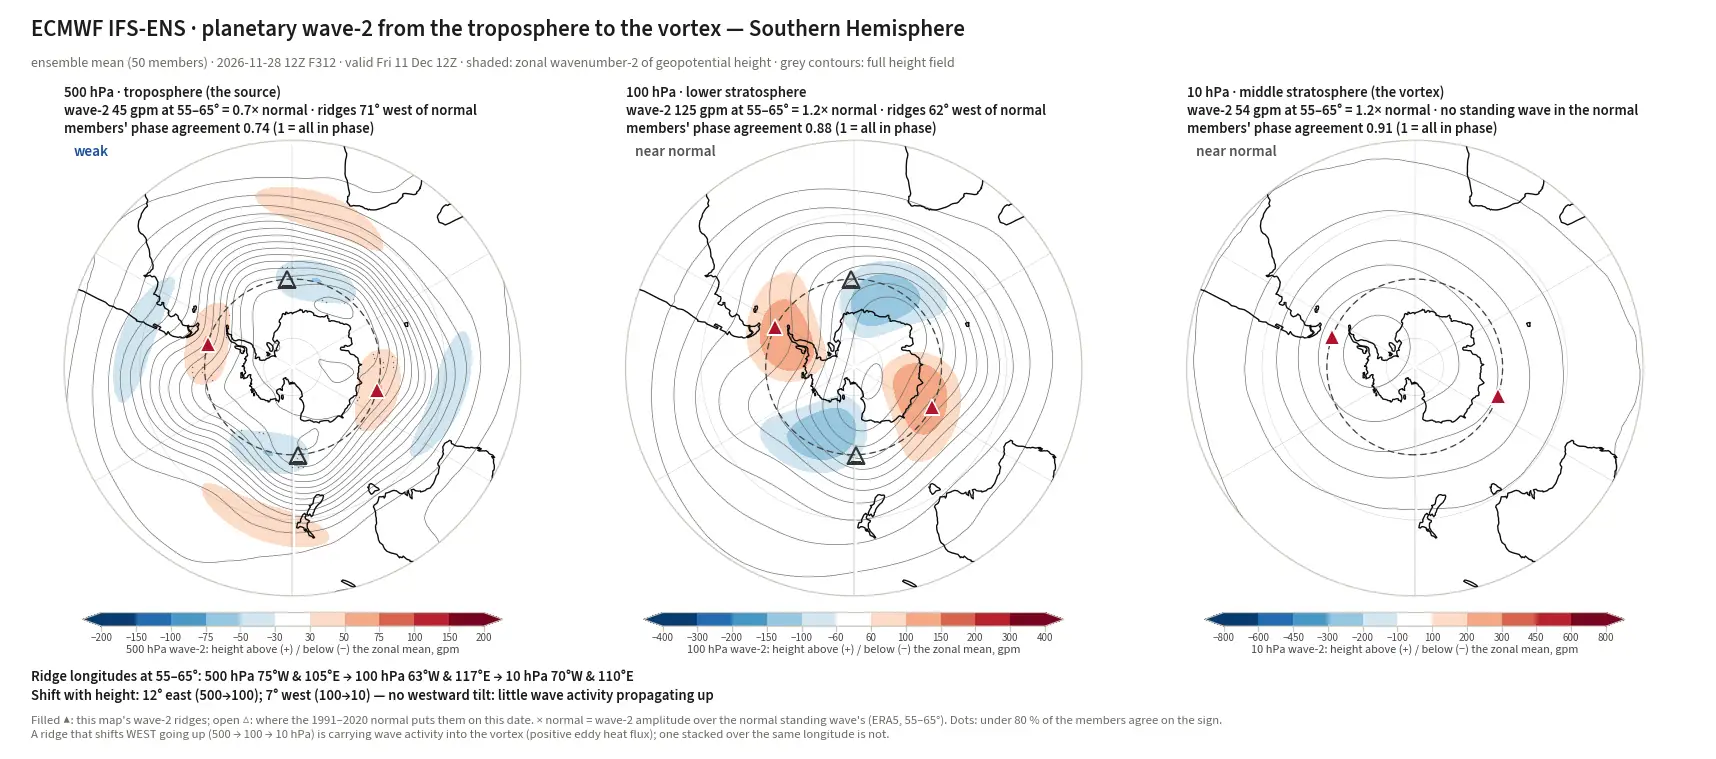 ECMWF IFS-ENS · planetary wave-2 from the troposphere to the vortex — Southern Hemisphere
ensemble mean (50 members) · 2026-11-28 12Z F312 · valid Fri 11 Dec 12Z · shaded: zonal wavenumber-2 of geopotential height · grey contours: full height field
500 hPa · troposphere (the source)
wave-2 45 gpm at 55–65° = 0.7× normal · ridges 71° west of normal
members' phase agreement 0.74 (1 = all in phase)
weak
100 hPa · lower stratosphere
wave-2 125 gpm at 55–65° = 1.2× normal · ridges 62° west of normal
members' phase agreement 0.88 (1 = all in phase)
near normal
10 hPa · middle stratosphere (the vortex)
wave-2 54 gpm at 55–65° = 1.2× normal · no standing wave in the normal
members' phase agreement 0.91 (1 = all in phase)
near normal
−200 −150 −100 −75 −50 −30 30 50 75 100 150 200
500 hPa wave-2: height above (+) / below (−) the zonal mean, gpm
−400 −300 −200 −150 −100 −60 60 100 150 200 300 400
100 hPa wave-2: height above (+) / below (−) the zonal mean, gpm
−800 −600 −450 −300 −200 −100 100 200 300 450 600 800
10 hPa wave-2: height above (+) / below (−) the zonal mean, gpm
Ridge longitudes at 55–65°: 500 hPa 75°W & 105°E → 100 hPa 63°W & 117°E → 10 hPa 70°W & 110°E
Shift with height: 12° east (500→100); 7° west (100→10) — no westward tilt: little wave activity propagating up
Filled ▲: this map's wave-2 ridges; open △: where the 1991–2020 normal puts them on this date. × normal = wave-2 amplitude over the normal standing wave's (ERA5, 55–65°). Dots: under 80 % of the members agree on the sign.
A ridge that shifts WEST going up (500 → 100 → 10 hPa) is carrying wave activity into the vortex (positive eddy heat flux); one stacked over the same longitude is not.